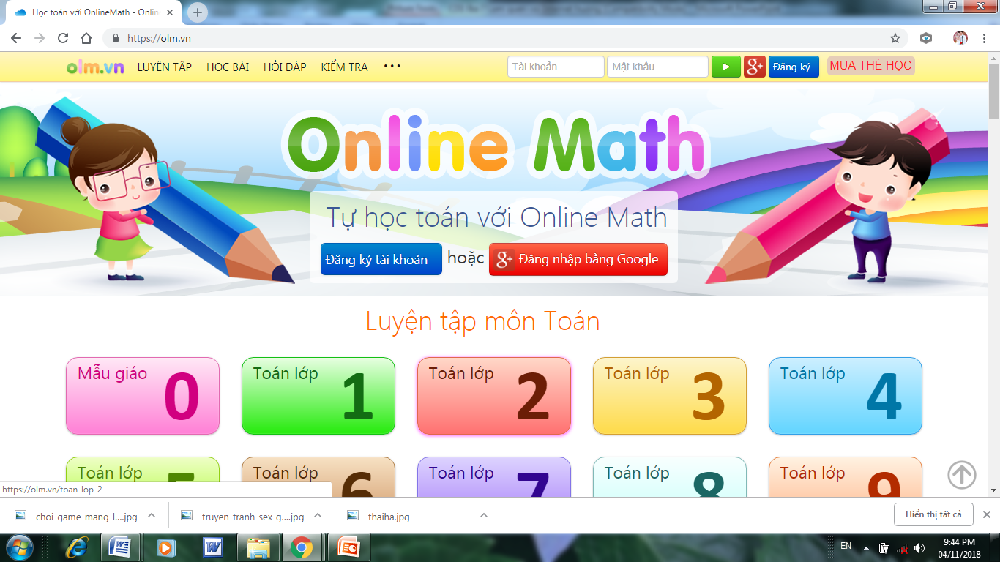 Học toán với OnlineMath - Onlin
https://olm.vn
olm.vn LUYỆN TẬP HỌC BÀI HỎI ĐÁP KIỂM TRA ••• Tài khoản Mật khẩu g+ Đăng ký MUA THẺ HỌC
Online Math
Tự học toán với Online Math
Đăng ký tài khoản hoặc g+ Đăng nhập bằng Google
Luyện tập môn Toán
Mẫu giáo 0 Toán lớp 1 Toán lớp 2 Toán lớp 3 Toán lớp 4
Toán lớp 5 Toán lớp 6 Toán lớp 7 Toán lớp 8 Toán lớp 9
https://olm.vn/toan-lop-2
choi-game-mang-l....jpg truyen-tranh-sex-g....jpg thaiha.jpg Hiển thị tất cả
EN 9:44 PM
04/11/2018